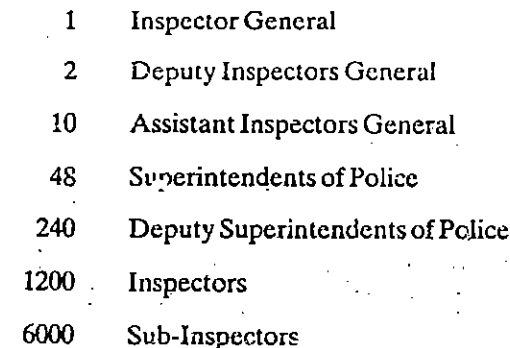 1 Inspector General
2 Deputy Inspectors General
10 Assistant Inspectors General
48 Superintendents of Police
240 Deputy Superintendents of Police
1200 Inspectors
6000 Sub-Inspectors